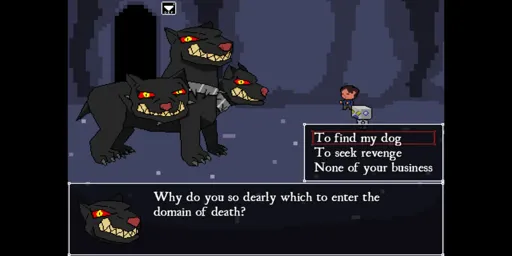 To find my dog
To seek revenge
None of your business
Why do you so dearly which to enter the
domain of death?